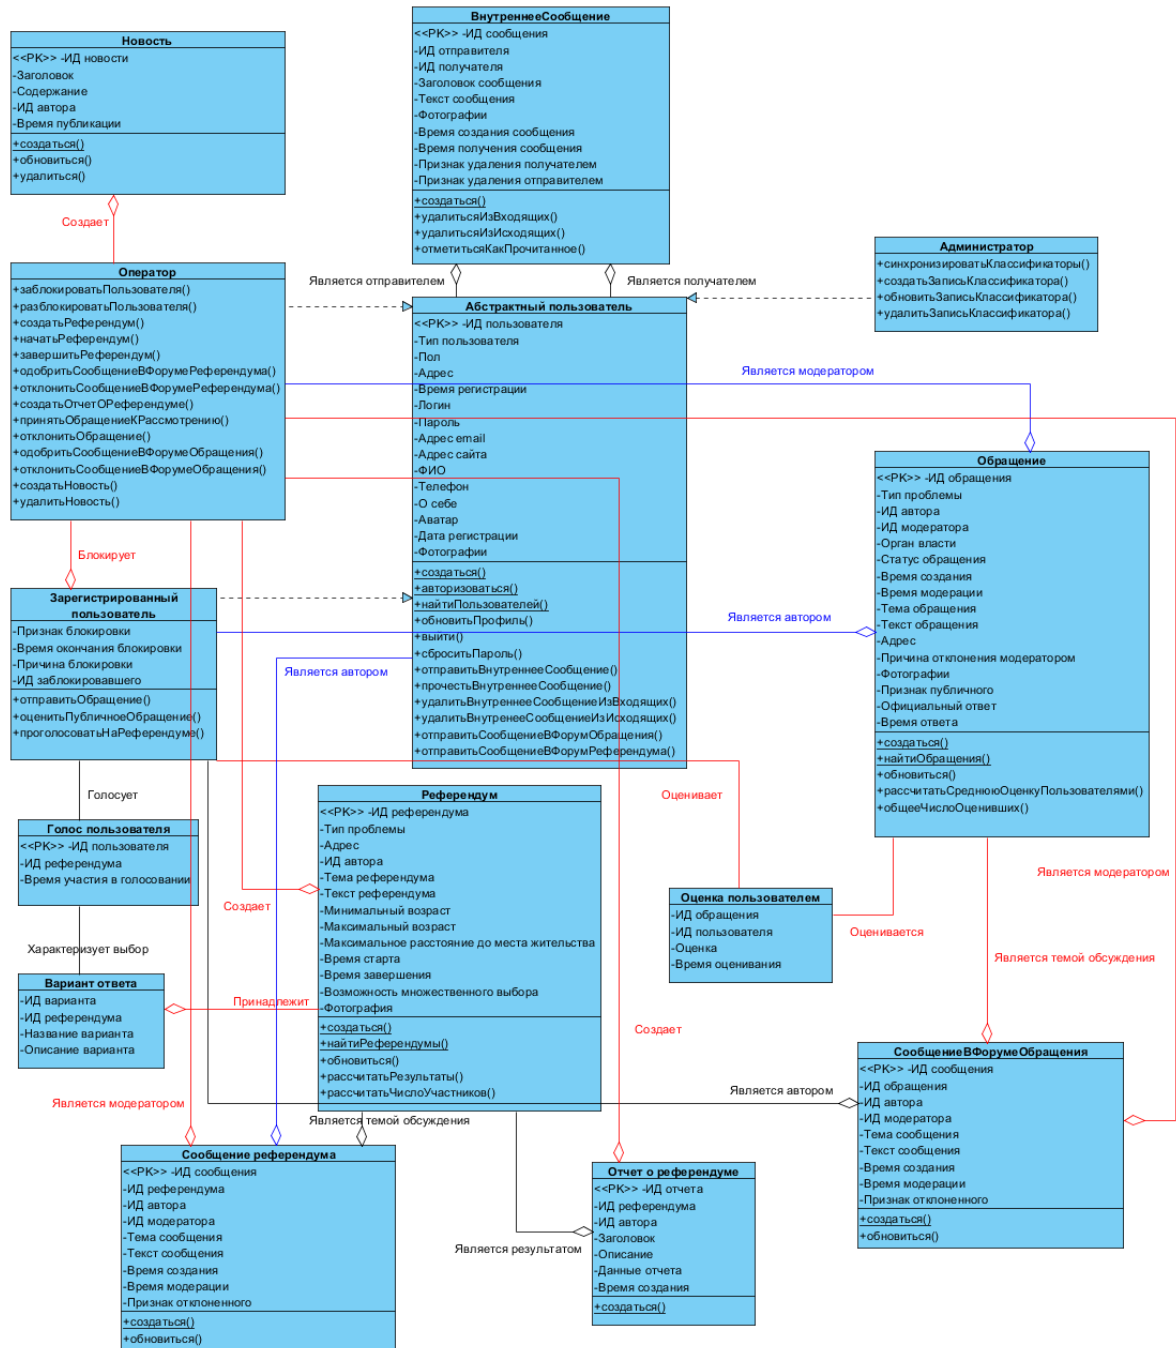 ВнутреннееСообщение
<<PK>> -ИД сообщения
-ИД отправителя
-ИД получателя
-Заголовок сообщения
-Текст сообщения
-Фотографии
-Время создания сообщения
-Время получения сообщения
-Признак удаления получателем
-Признак удаления отправителем
+создаться()
+удалитьсяИзВходящих()
+удалитьсяИзИсходящих()
+отметитьсяКакПрочитанное()
Новость
<<PK>> -ИД новости
-Заголовок
-Содержание
-ИД автора
-Время публикации
+создаться()
+обновиться()
+удалиться()
Создает
Является отправителем
Является получателем
Администратор
+синхронизироватьКлассификаторы()
+создатьЗаписьКлассификатора()
+обновитьЗаписьКлассификатора()
+удалитьЗаписьКлассификатора()
Оператор
+заблокироватьПользователя()
+разблокироватьПользователя()
+создатьРеферендум()
+начатьРеферендум()
+завершитьРеферендум()
+одобритьСообщениеВФорумеРеферендума()
+отклонитьСообщениеВФорумеРеферендума()
+создатьОтчетОРеферендуме()
+принятьОбращениеКРассмотрению()
+отклонитьОбращение()
+одобритьСообщениеВФорумеОбращения()
+отклонитьСообщениеВФорумеОбращения()
+создатьНовость()
+удалитьНовость()
Абстрактный пользователь
<<PK>> -ИД пользователя
-Тип пользователя
-Пол
-Адрес
-Время регистрации
-Логин
-Пароль
-Адрес email
-Адрес сайта
-ФИО
-Телефон
-О себе
-Аватар
-Дата регистрации
-Фотографии
+создаться()
+авторизоваться()
+найтиПользователей()
+обновитьПрофиль()
+выйти()
+сброситьПароль()
+отправитьВнутреннееСообщение()
+прочестьВнутреннееСообщение()
+удалитьВнутреннееСообщениеИзВходящих()
+удалитьВнутренееСообщениеИзИсходящих()
+отправитьСообщениеВФорумОбращения()
+отправитьСообщениеВФорумРеферендума()
Является модератором
Обращение
<<PK>> -ИД обращения
-Тип проблемы
-ИД автора
-ИД модератора
-Орган власти
-Статус обращения
-Время создания
-Время модерации
-Тема обращения
-Текст обращения
-Адрес
-Причина отклонения модератором
-Фотографии
-Признак публичного
-Официальный ответ
-Время ответа
+создаться()
+найтиОбращения()
+обновиться()
+рассчитатьСреднююОценкуПользователями()
+общееЧислоОценивших()
Блокирует
Зарегистрированный
пользователь
-Признак блокировки
-Время окончания блокировки
-Причина блокировки
-ИД заблокировавшего
+отправитьОбращение()
+оценитьПубличноеОбращение()
+проголосоватьНаРеферендуме()
Является автором
Является автором
Голосует
Оценивает
Голос пользователя
<<PK>> -ИД пользователя
-ИД референдума
-Время участия в голосовании
Референдум
<<PK>> -ИД референдума
-Тип проблемы
-Адрес
-ИД автора
-Тема референдума
-Текст референдума
-Минимальный возраст
-Максимальный возраст
-Максимальное расстояние до места жительства
-Время старта
-Время завершения
-Возможность множественного выбора
-Фотография
+создаться()
+найтиРеферендумы()
+обновиться()
+рассчитатьРезультаты()
+рассчитатьЧислоУчастников()
Создает
Является модератором
Оценка пользователем
-ИД обращения
-ИД пользователя
-Оценка
-Время оценивания
Оценивается
Характеризует выбор
Является темой обсуждения
Вариант ответа
-ИД варианта
-ИД референдума
-Название варианта
-Описание варианта
Принадлежит
Создает
СообщениеВФорумеОбращения
<<PK>> -ИД сообщения
-ИД обращения
-ИД автора
-ИД модератора
-Тема сообщения
-Текст сообщения
-Время создания
-Время модерации
-Признак отклоненного
+создаться()
+обновиться()
Является автором
Является модератором
Является темой обсуждения
Сообщение референдума
<<PK>> -ИД сообщения
-ИД референдума
-ИД автора
-ИД модератора
-Тема сообщения
-Текст сообщения
-Время создания
-Время модерации
-Признак отклоненного
+создаться()
+обновиться()
Является результатом
Отчет о референдуме
<<PK>> -ИД отчета
-ИД референдума
-ИД автора
-Заголовок
-Описание
-Данные отчета
-Время создания
+создаться()